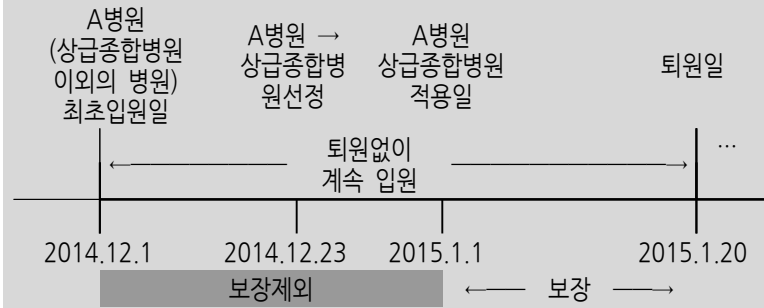 A병원
(상급종합병원
이외의 병원)
최초입원일
A병원 →
상급종합병
원선정
A병원
상급종합병원
적용일
퇴원일
…
←――― 퇴원없이 ―――→
계속 입원
2014.12.1 2014.12.23 2015.1.1 2015.1.20
보장제외 ←― 보장 ―→